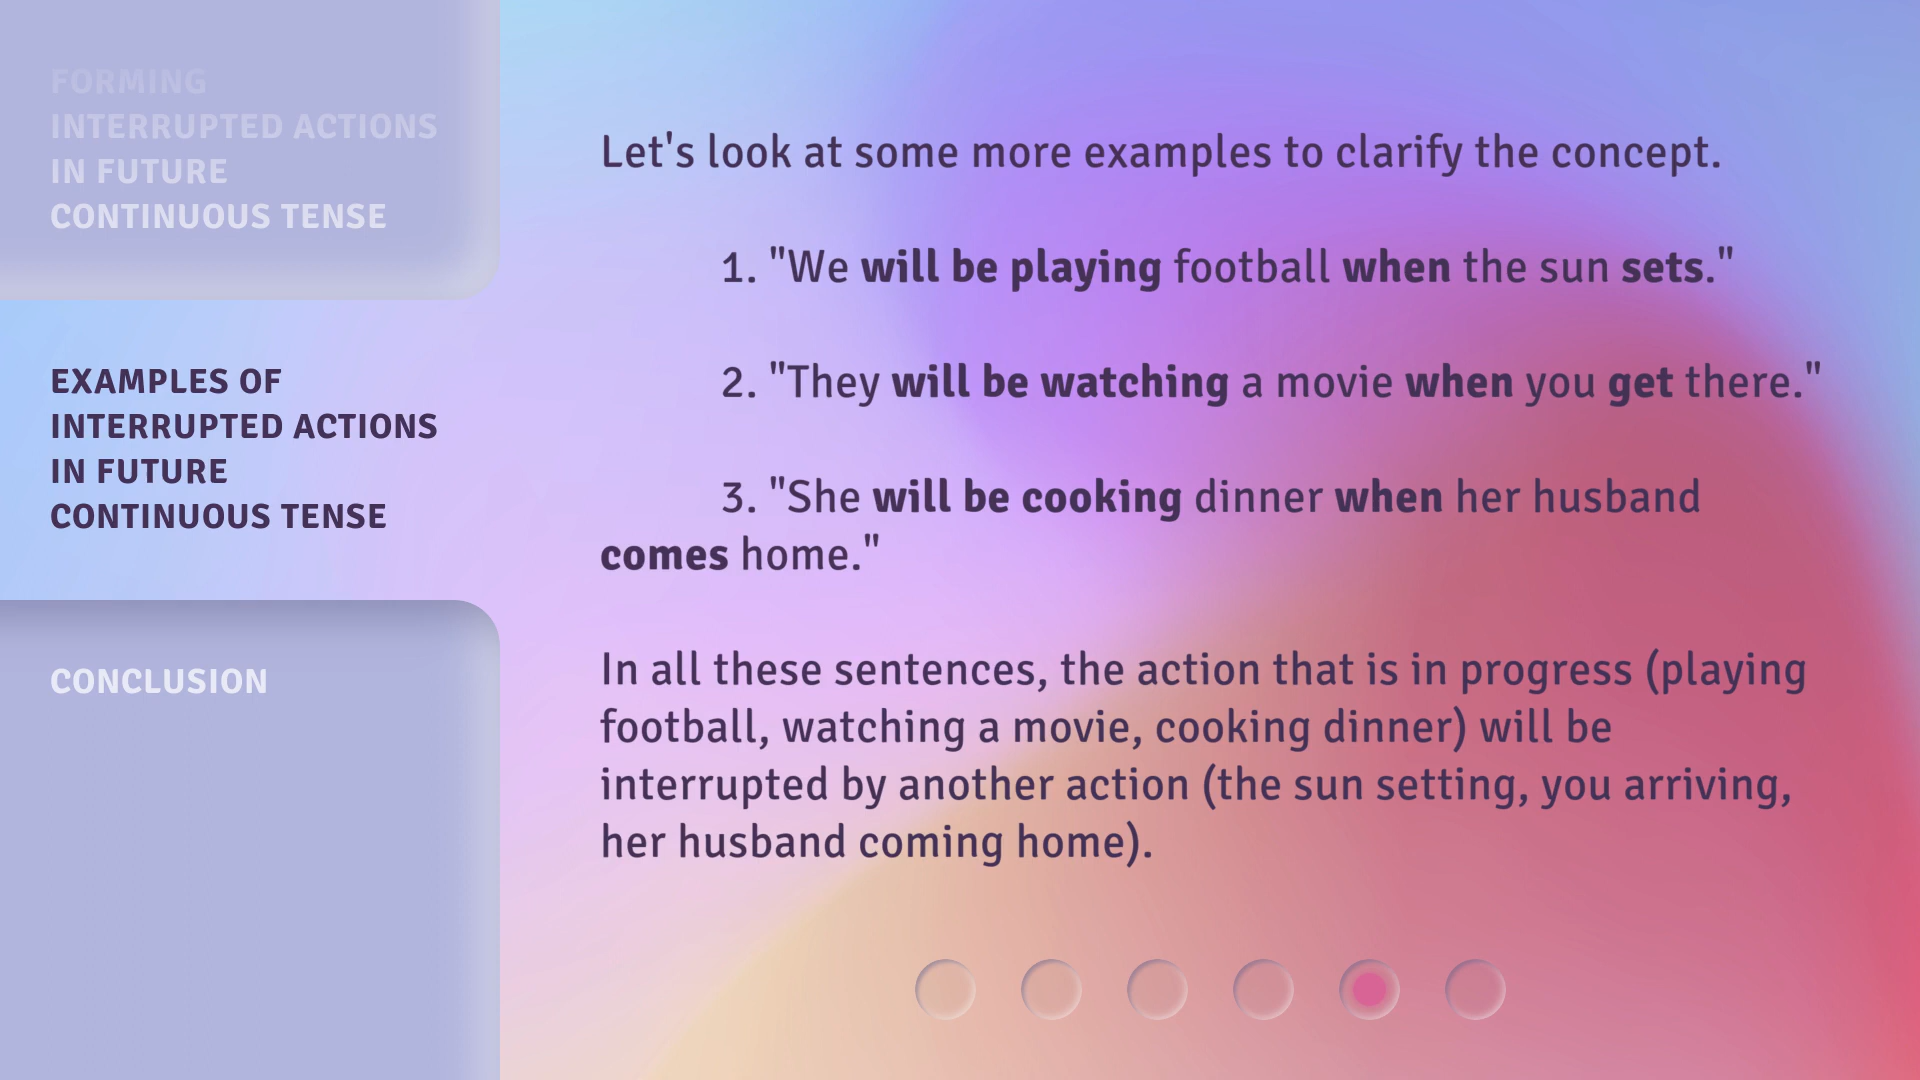 FORMING
INTERRUPTED ACTIONS
IN FUTURE
CONTINUOUS TENSE
EXAMPLES OF
INTERRUPTED ACTIONS
IN FUTURE
CONTINUOUS TENSE
CONCLUSION
Let's look at some more examples to clarify the concept.
1. "We will be playing football when the sun sets."
2. "They will be watching a movie when you get there."
3. "She will be cooking dinner when her husband
comes home."
In all these sentences, the action that is in progress (playing
football, watching a movie, cooking dinner) will be
interrupted by another action (the sun setting, you arriving,
her husband coming home).